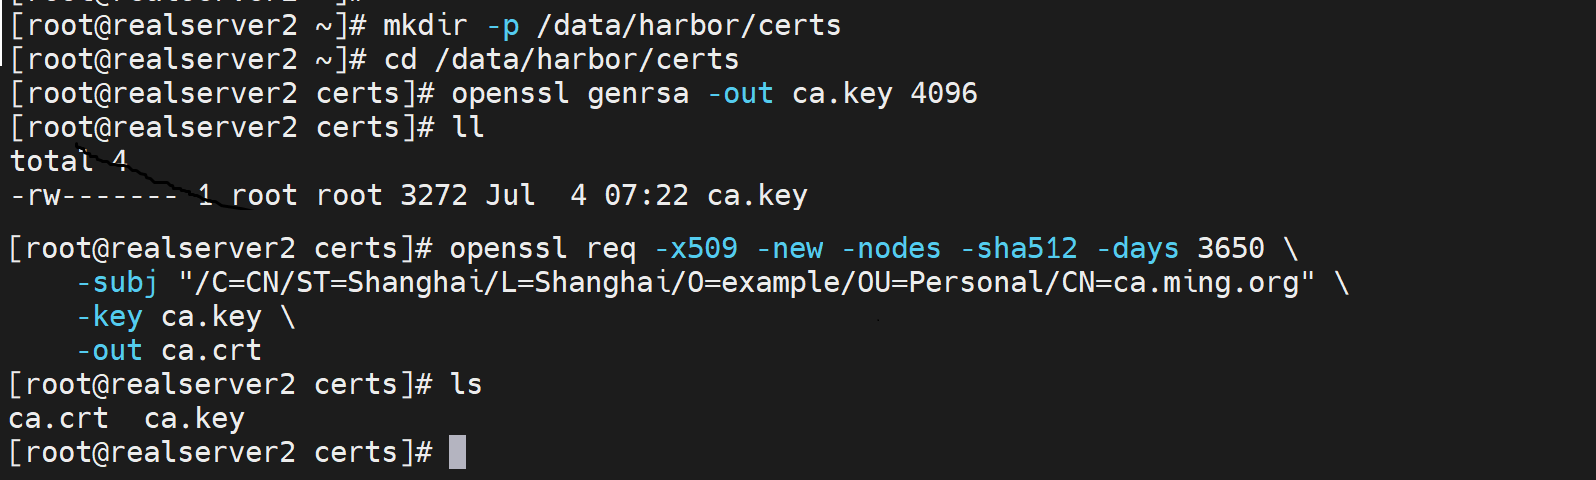 [root@realserver2 ~]# mkdir -p /data/harbor/certs
[root@realserver2 ~]# cd /data/harbor/certs
[root@realserver2 certs]# openssl genrsa -out ca.key 4096
[root@realserver2 certs]# ll
total 4
-rw------- 1 root root 3272 Jul  4 07:22 ca.key
[root@realserver2 certs]# openssl req -x509 -new -nodes -sha512 -days 3650 \
    -subj "/C=CN/ST=Shanghai/L=Shanghai/O=example/OU=Personal/CN=ca.ming.org" \
    -key ca.key \
    -out ca.crt
[root@realserver2 certs]# ls
ca.crt  ca.key
[root@realserver2 certs]#